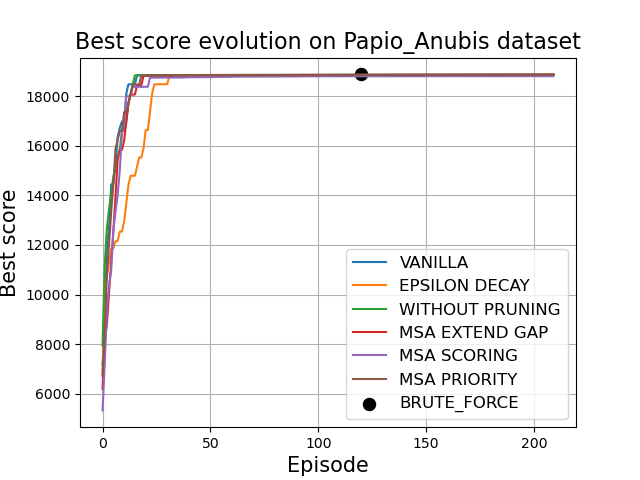 Best score evolution on Papio_Anubis dataset
Best score
18000
16000
14000
12000
10000
8000
6000
0 50 100 150 200
Episode
VANILLA
EPSILON DECAY
WITHOUT PRUNING
MSA EXTEND GAP
MSA SCORING
MSA PRIORITY
BRUTE_FORCE